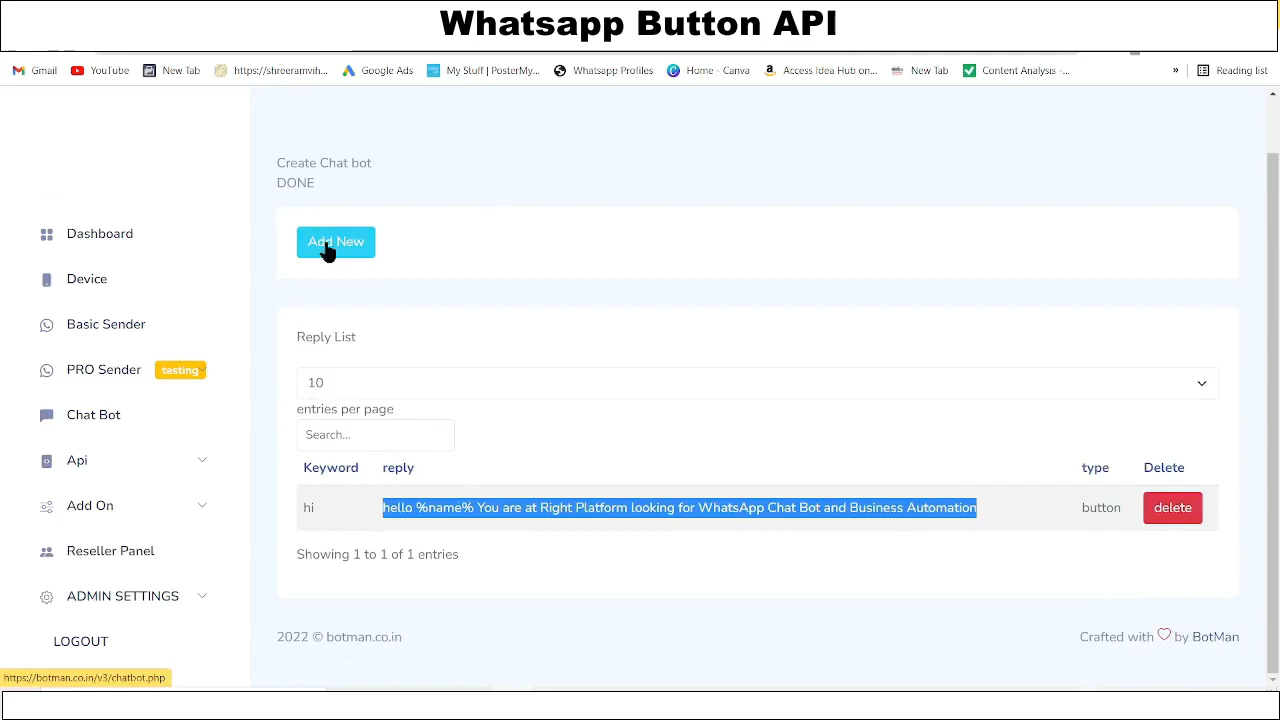 Whatsapp Button API
Gmail YouTube New Tab https://shreeramvih... Google Ads My Stuff | PosterMy... Whatsapp Profiles Home - Canva Access Idea Hub on... New Tab Content Analysis -... » Reading list
Create Chat bot
DONE
Add New
Dashboard
Device
Basic Sender
PRO Sender testing
Chat Bot
Api
Add On
Reseller Panel
ADMIN SETTINGS
LOGOUT
Reply List
10
entries per page
Search...
Keyword reply type Delete
hi hello %name% You are at Right Platform looking for WhatsApp Chat Bot and Business Automation button delete
Showing 1 to 1 of 1 entries
2022 © botman.co.in Crafted with by BotMan
https://botman.co.in/v3/chatbot.php